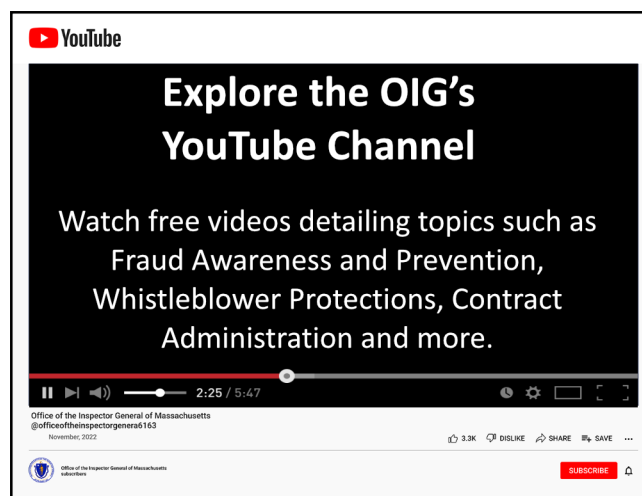 YouTube
Explore the OIG's
YouTube Channel
Watch free videos detailing topics such as
Fraud Awareness and Prevention,
Whistleblower Protections, Contract
Administration and more.
2:25 / 5:47
Office of the Inspector General of Massachusetts
@officeoftheinspectorgenera6163
November, 2022
3.3K DISLIKE SHARE SAVE
Office of the Inspector General of Massachusetts
subscribers
SUBSCRIBE